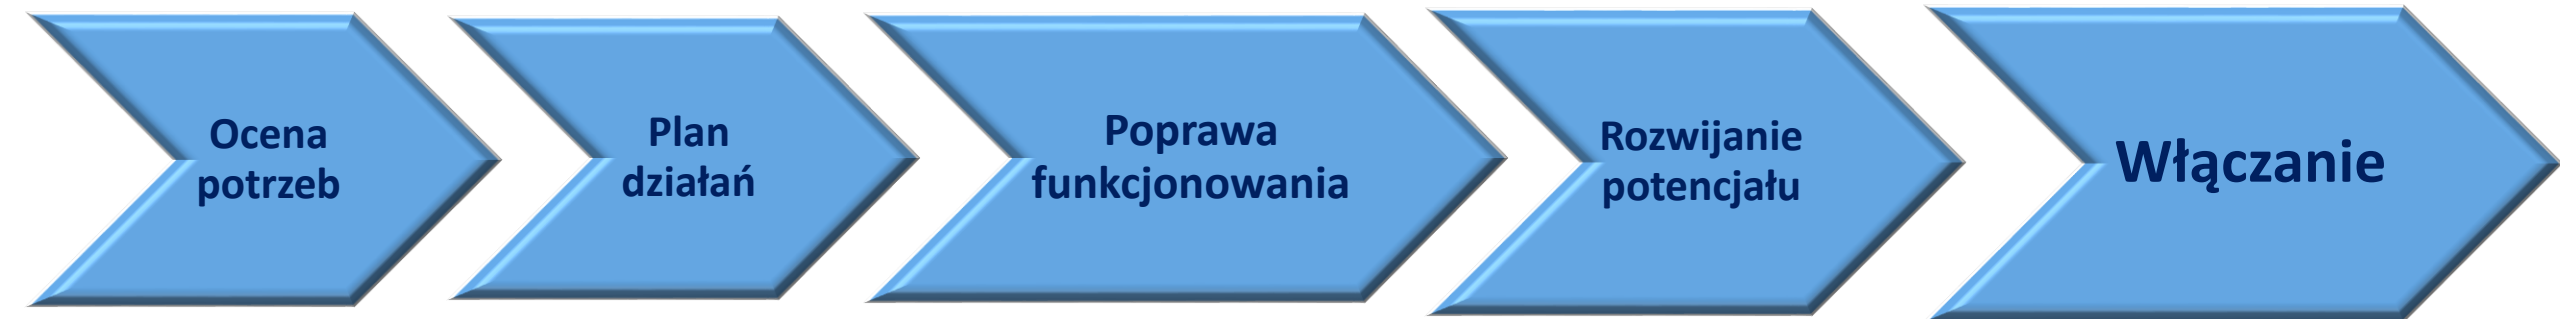 Ocena
potrzeb
Plan
działań
Poprawa
funkcjonowania
Rozwijanie
potencjału
Włączanie